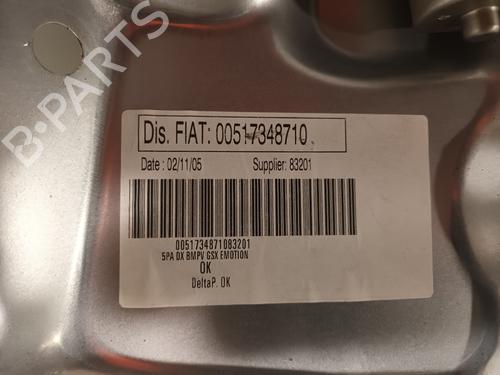 Dis. FIAT: 00517348710
Date : 02/11/05 Supplier: 83201
0051734871083201
5PA DX BMPV GSX EMOTION
OK
DeltaP. OK
B-PARTS